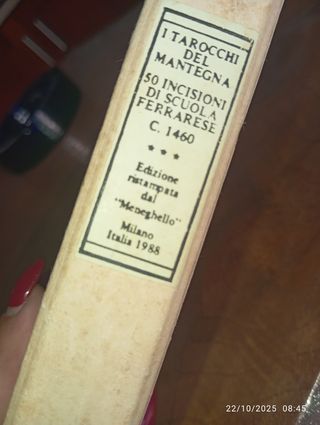 I TAROCCHI
DEL
MANTEGNA
50 INCISIONI
DI SCUOLA
FERRARESE
C. 1460
* * *
Edizione
ristampata
dal
"Meneghello"
Milano
Italia 1988
22/10/2025 08:45